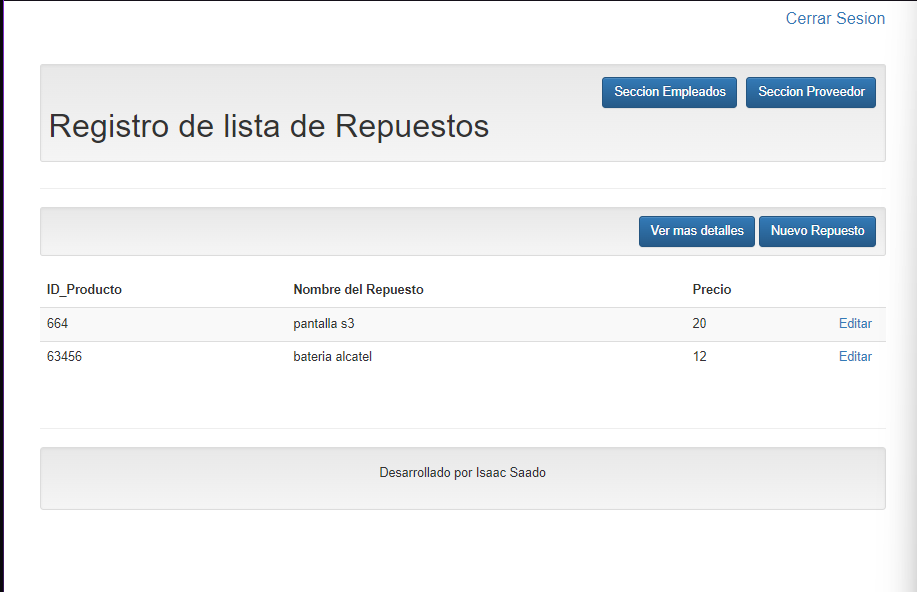 Cerrar Sesion
Seccion Empleados Seccion Proveedor
Registro de lista de Repuestos
Ver mas detalles Nuevo Repuesto
ID_Producto Nombre del Repuesto Precio
664 pantalla s3 20 Editar
63456 bateria alcatel 12 Editar
Desarrollado por Isaac Saado